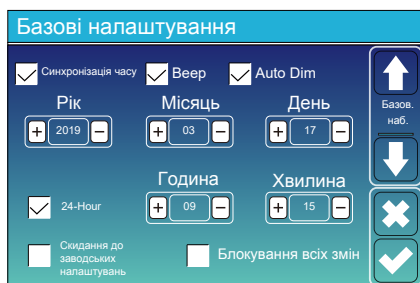 Базові налаштування
Синхронізація часу Beep Auto Dim
Рік Місяць День
+ 2019 − + 03 − + 17 −
Базов.
наб.
Година Хвилина
24-Hour + 09 − + 15 −
Скидання до
заводських
налаштувань
Блокування всіх змін